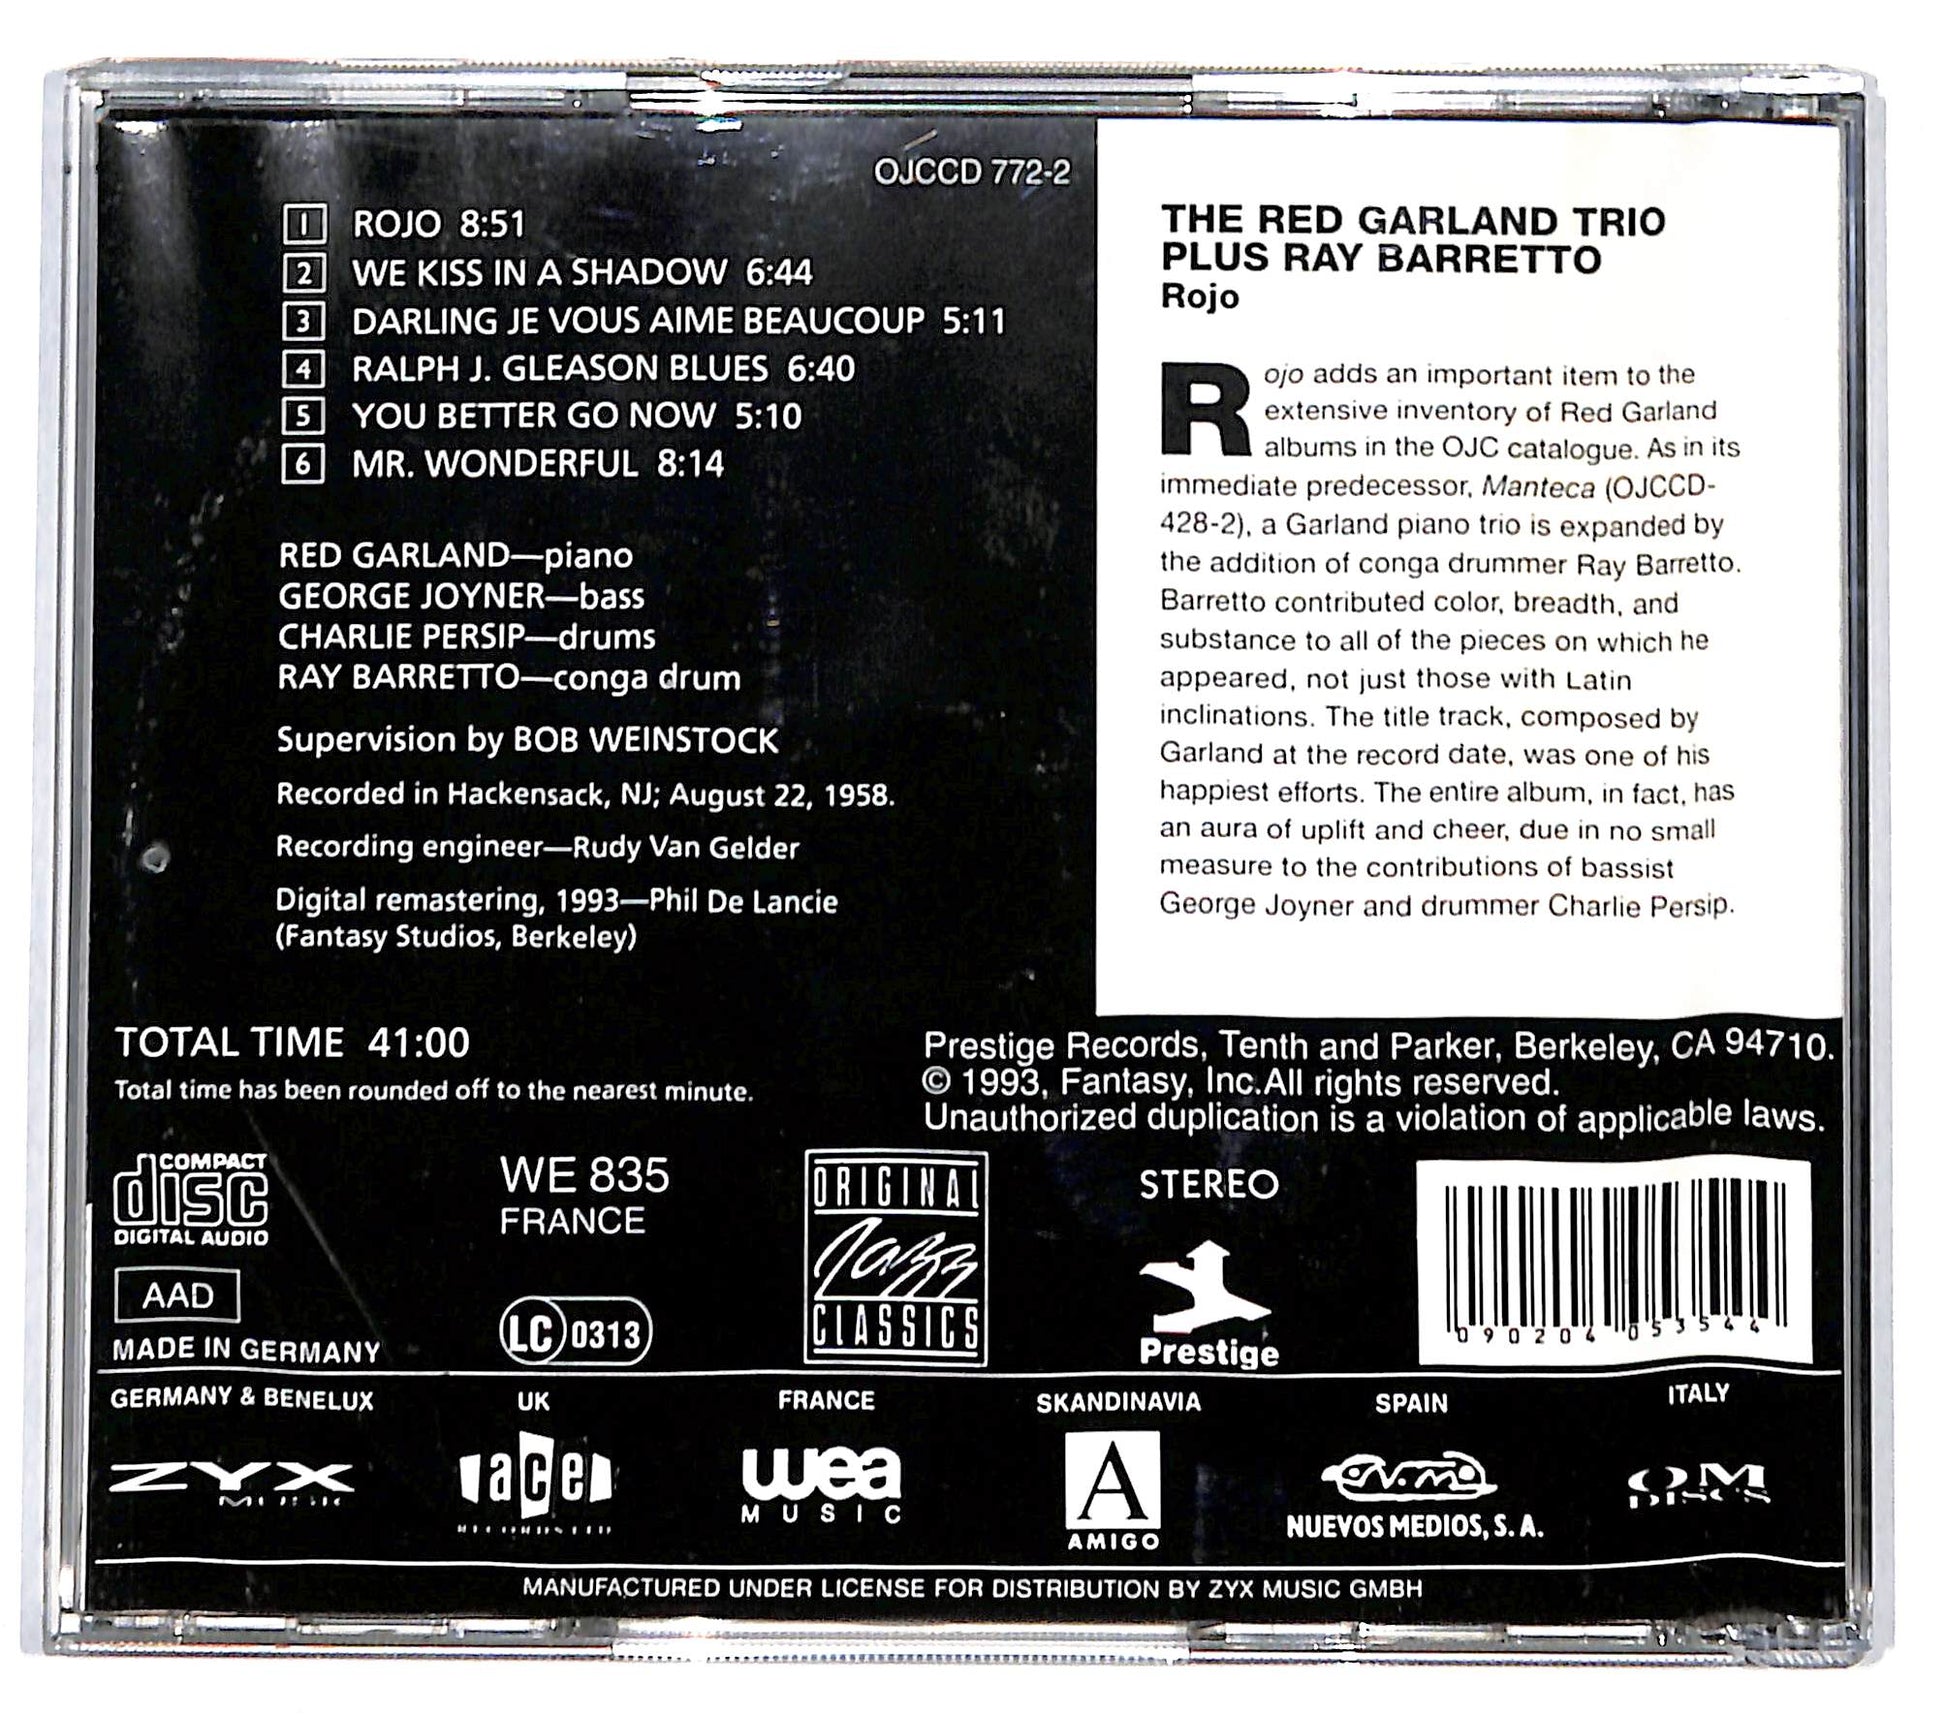 OJCCD 772-2
1 ROJO 8:51
2 WE KISS IN A SHADOW 6:44
3 DARLING JE VOUS AIME BEAUCOUP 5:11
4 RALPH J. GLEASON BLUES 6:40
5 YOU BETTER GO NOW 5:10
6 MR. WONDERFUL 8:14
RED GARLAND—piano
GEORGE JOYNER—bass
CHARLIE PERSIP—drums
RAY BARRETTO—conga drum
Supervision by BOB WEINSTOCK
Recorded in Hackensack, NJ; August 22, 1958.
Recording engineer—Rudy Van Gelder
Digital remastering, 1993—Phil De Lancie
(Fantasy Studios, Berkeley)
THE RED GARLAND TRIO
PLUS RAY BARRETTO
Rojo
Rojo adds an important item to the
extensive inventory of Red Garland
albums in the OJC catalogue. As in its
immediate predecessor, Manteca (OJCCD-
428-2), a Garland piano trio is expanded by
the addition of conga drummer Ray Barretto.
Barretto contributed color, breadth, and
substance to all of the pieces on which he
appeared, not just those with Latin
inclinations. The title track, composed by
Garland at the record date, was one of his
happiest efforts. The entire album, in fact, has
an aura of uplift and cheer, due in no small
measure to the contributions of bassist
George Joyner and drummer Charlie Persip.
TOTAL TIME 41:00
Total time has been rounded off to the nearest minute.
Prestige Records, Tenth and Parker, Berkeley, CA 94710.
© 1993, Fantasy, Inc.All rights reserved.
Unauthorized duplication is a violation of applicable laws.
COMPACT
disc
DIGITAL AUDIO
AAD
MADE IN GERMANY
WE 835
FRANCE
LC 0313
ORIGINAL
Jazz
CLASSICS
STEREO
Prestige
090204053544
GERMANY & BENELUX
ZYX
MUSIC
UK
ace
FRANCE
wea
MUSIC
SKANDINAVIA
A
AMIGO
SPAIN
N.M.
NUEVOS MEDIOS, S. A.
ITALY
OM
DISCS
MANUFACTURED UNDER LICENSE FOR DISTRIBUTION BY ZYX MUSIC GMBH